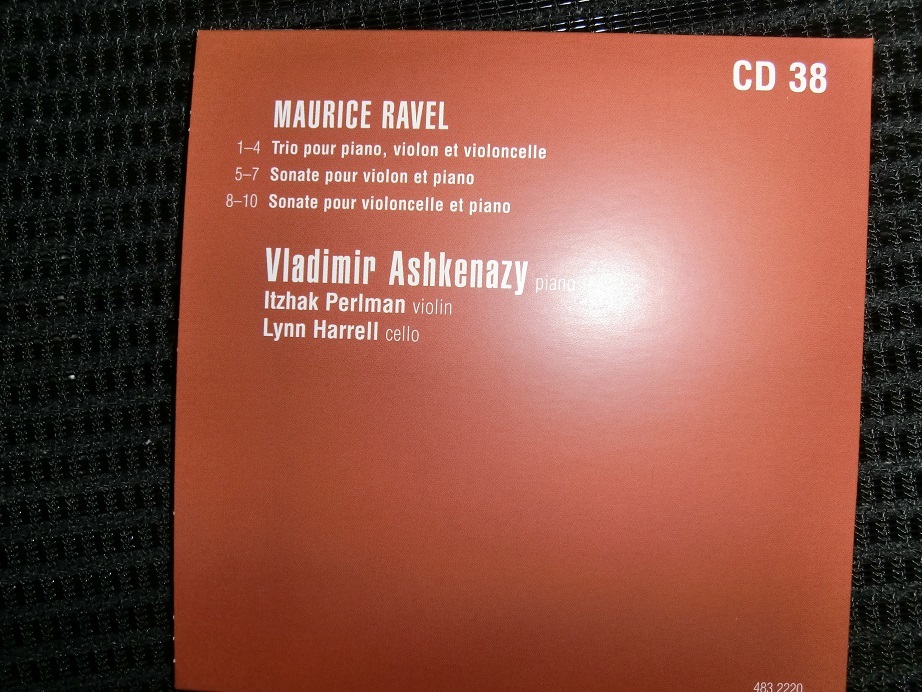 CD 38
MAURICE RAVEL
1–4 Trio pour piano, violon et violoncelle
5–7 Sonate pour violon et piano
8–10 Sonate pour violoncelle et piano
Vladimir Ashkenazy piano
Itzhak Perlman violin
Lynn Harrell cello
483 2220